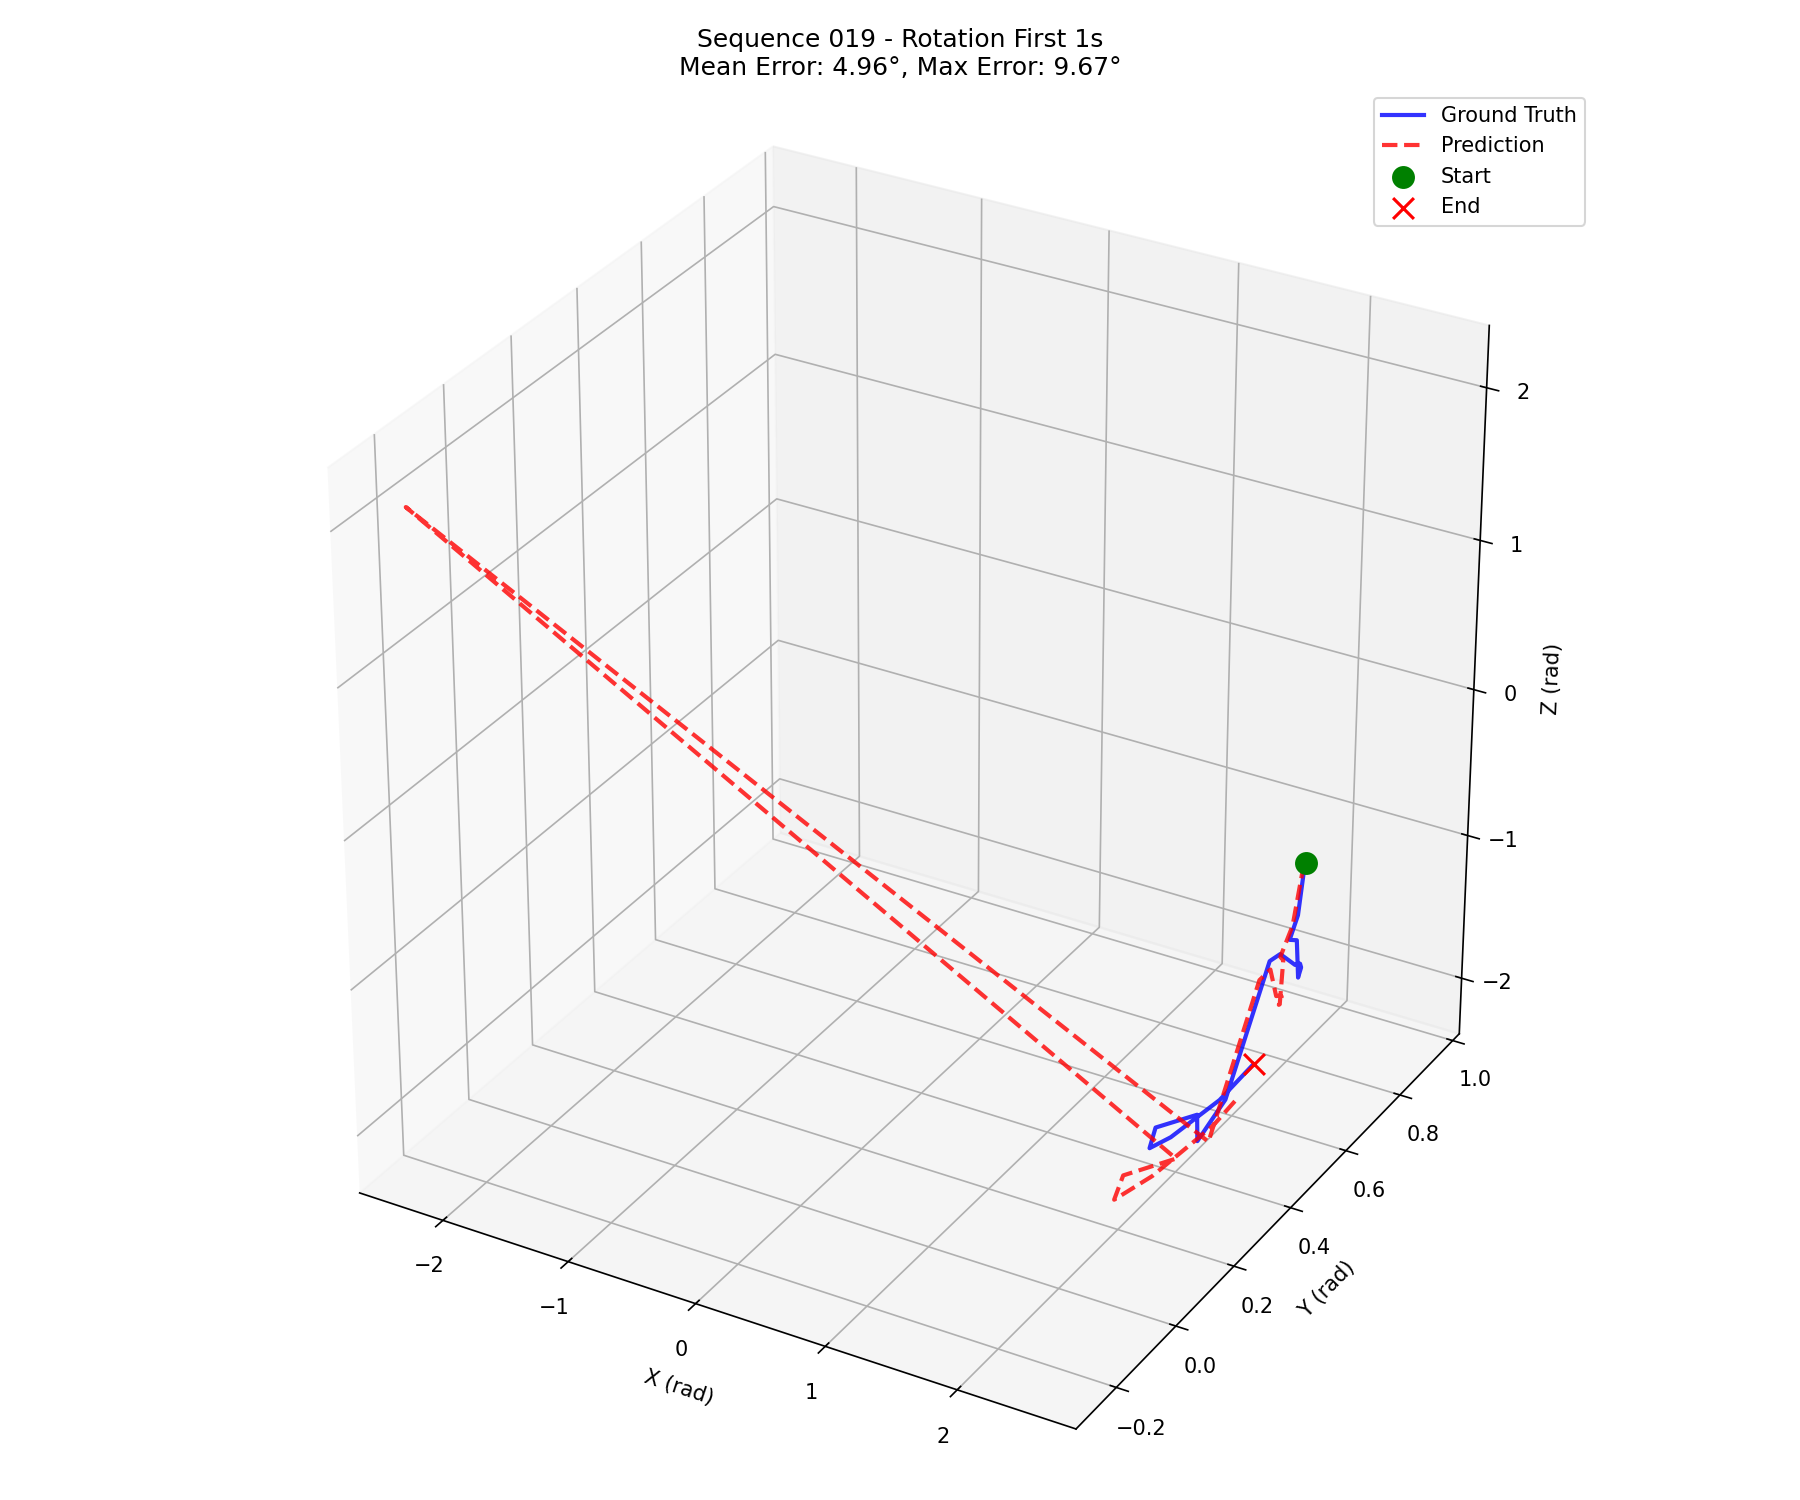 Sequence 019 - Rotation First 1s
Mean Error: 4.96°, Max Error: 9.67°
Ground Truth
Prediction
Start
End
2
1
0
−1
−2
Z (rad)
1.0
0.8
0.6
0.4
0.2
0.0
−0.2
Y (rad)
−2
−1
0
1
2
X (rad)